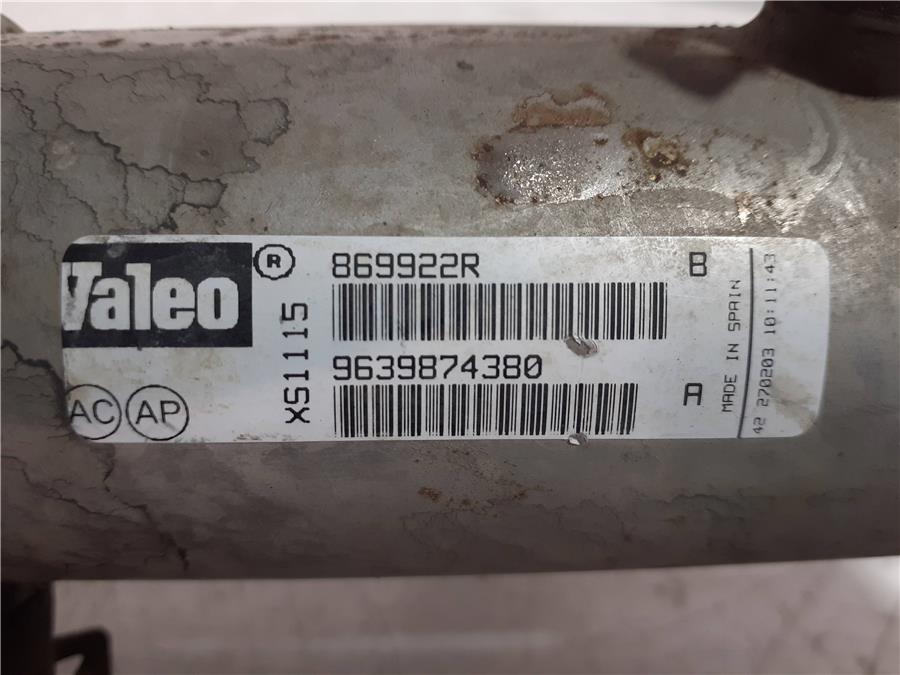 Valeo ®
869922R B
XS1115
9639874380 A
AC AP
MADE IN SPAIN
42 270203 10:11:43